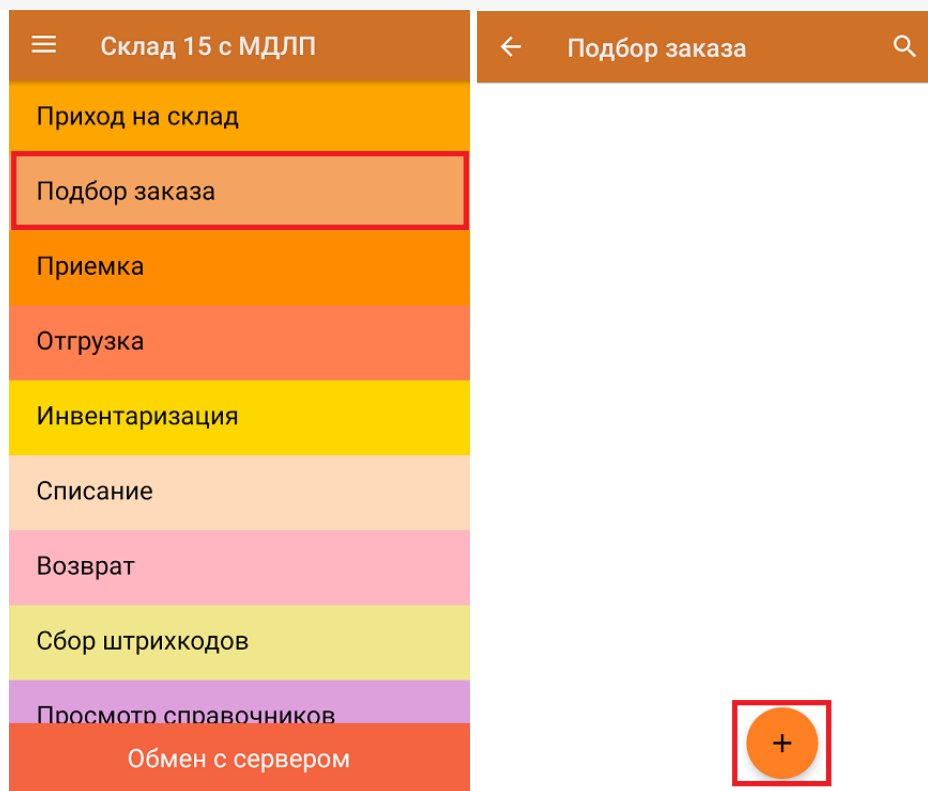 Склад 15 с МДЛП
Приход на склад
Подбор заказа
Приемка
Отгрузка
Инвентаризация
Списание
Возврат
Сбор штрихкодов
Просмотр справочников
Обмен с сервером
Подбор заказа
+